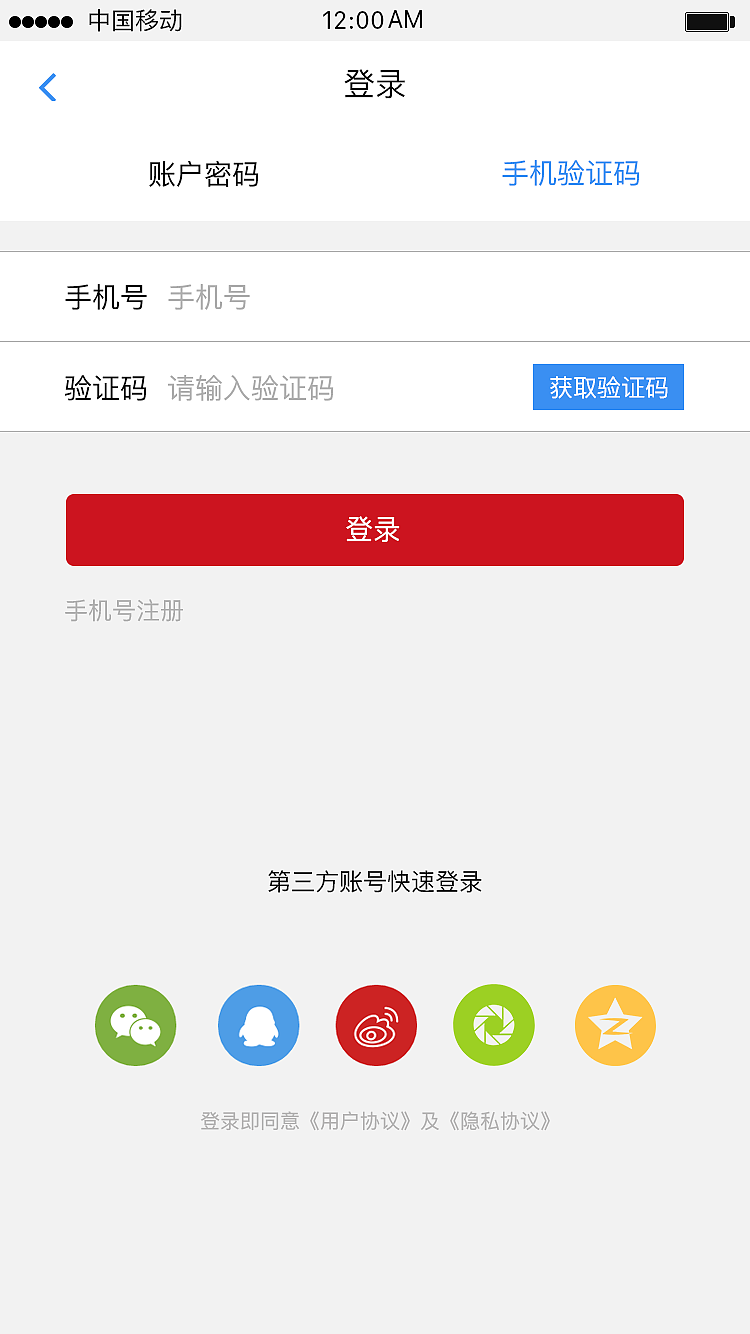 中国移动 12:00 AM
登录
账户密码 手机验证码
手机号 手机号
验证码 请输入验证码 获取验证码
登录
手机号注册
第三方账号快速登录
登录即同意《用户协议》及《隐私协议》